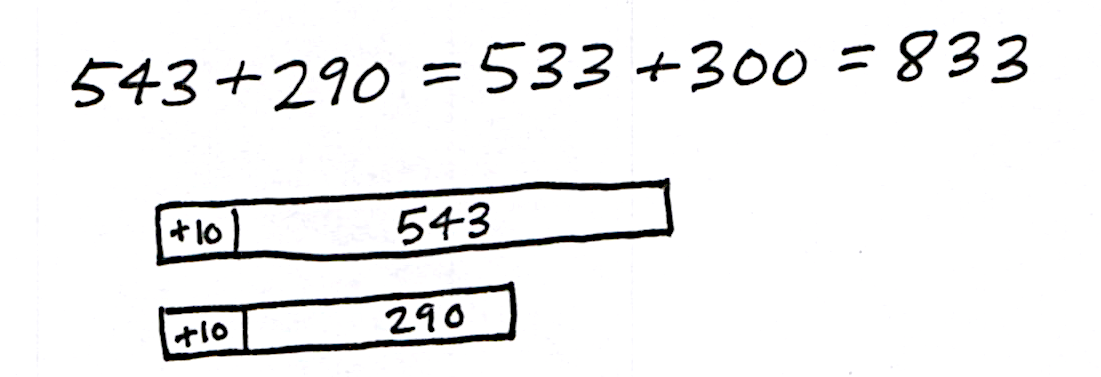 543+290 = 533+300 = 833
+10 543
+10 290